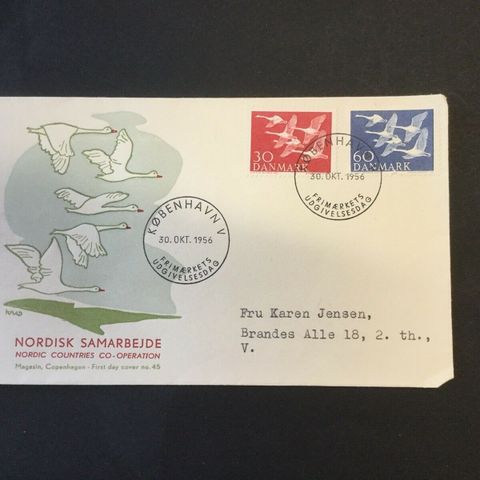 30
DANMARK
60
DANMARK
KØBENHAVN V
30. OKT. 1956
FRIMÆRKETS
UDGIVELSESDAG
KØBENHAVN V
30. OKT. 1956
FRIMÆRKETS
UDGIVELSESDAG
NORDISK SAMARBEJDE
NORDIC COUNTRIES CO-OPERATION
Magasin, Copenhagen - First day cover no. 45
Fru Karen Jensen,
Brandes Alle 18, 2. th.,
V.